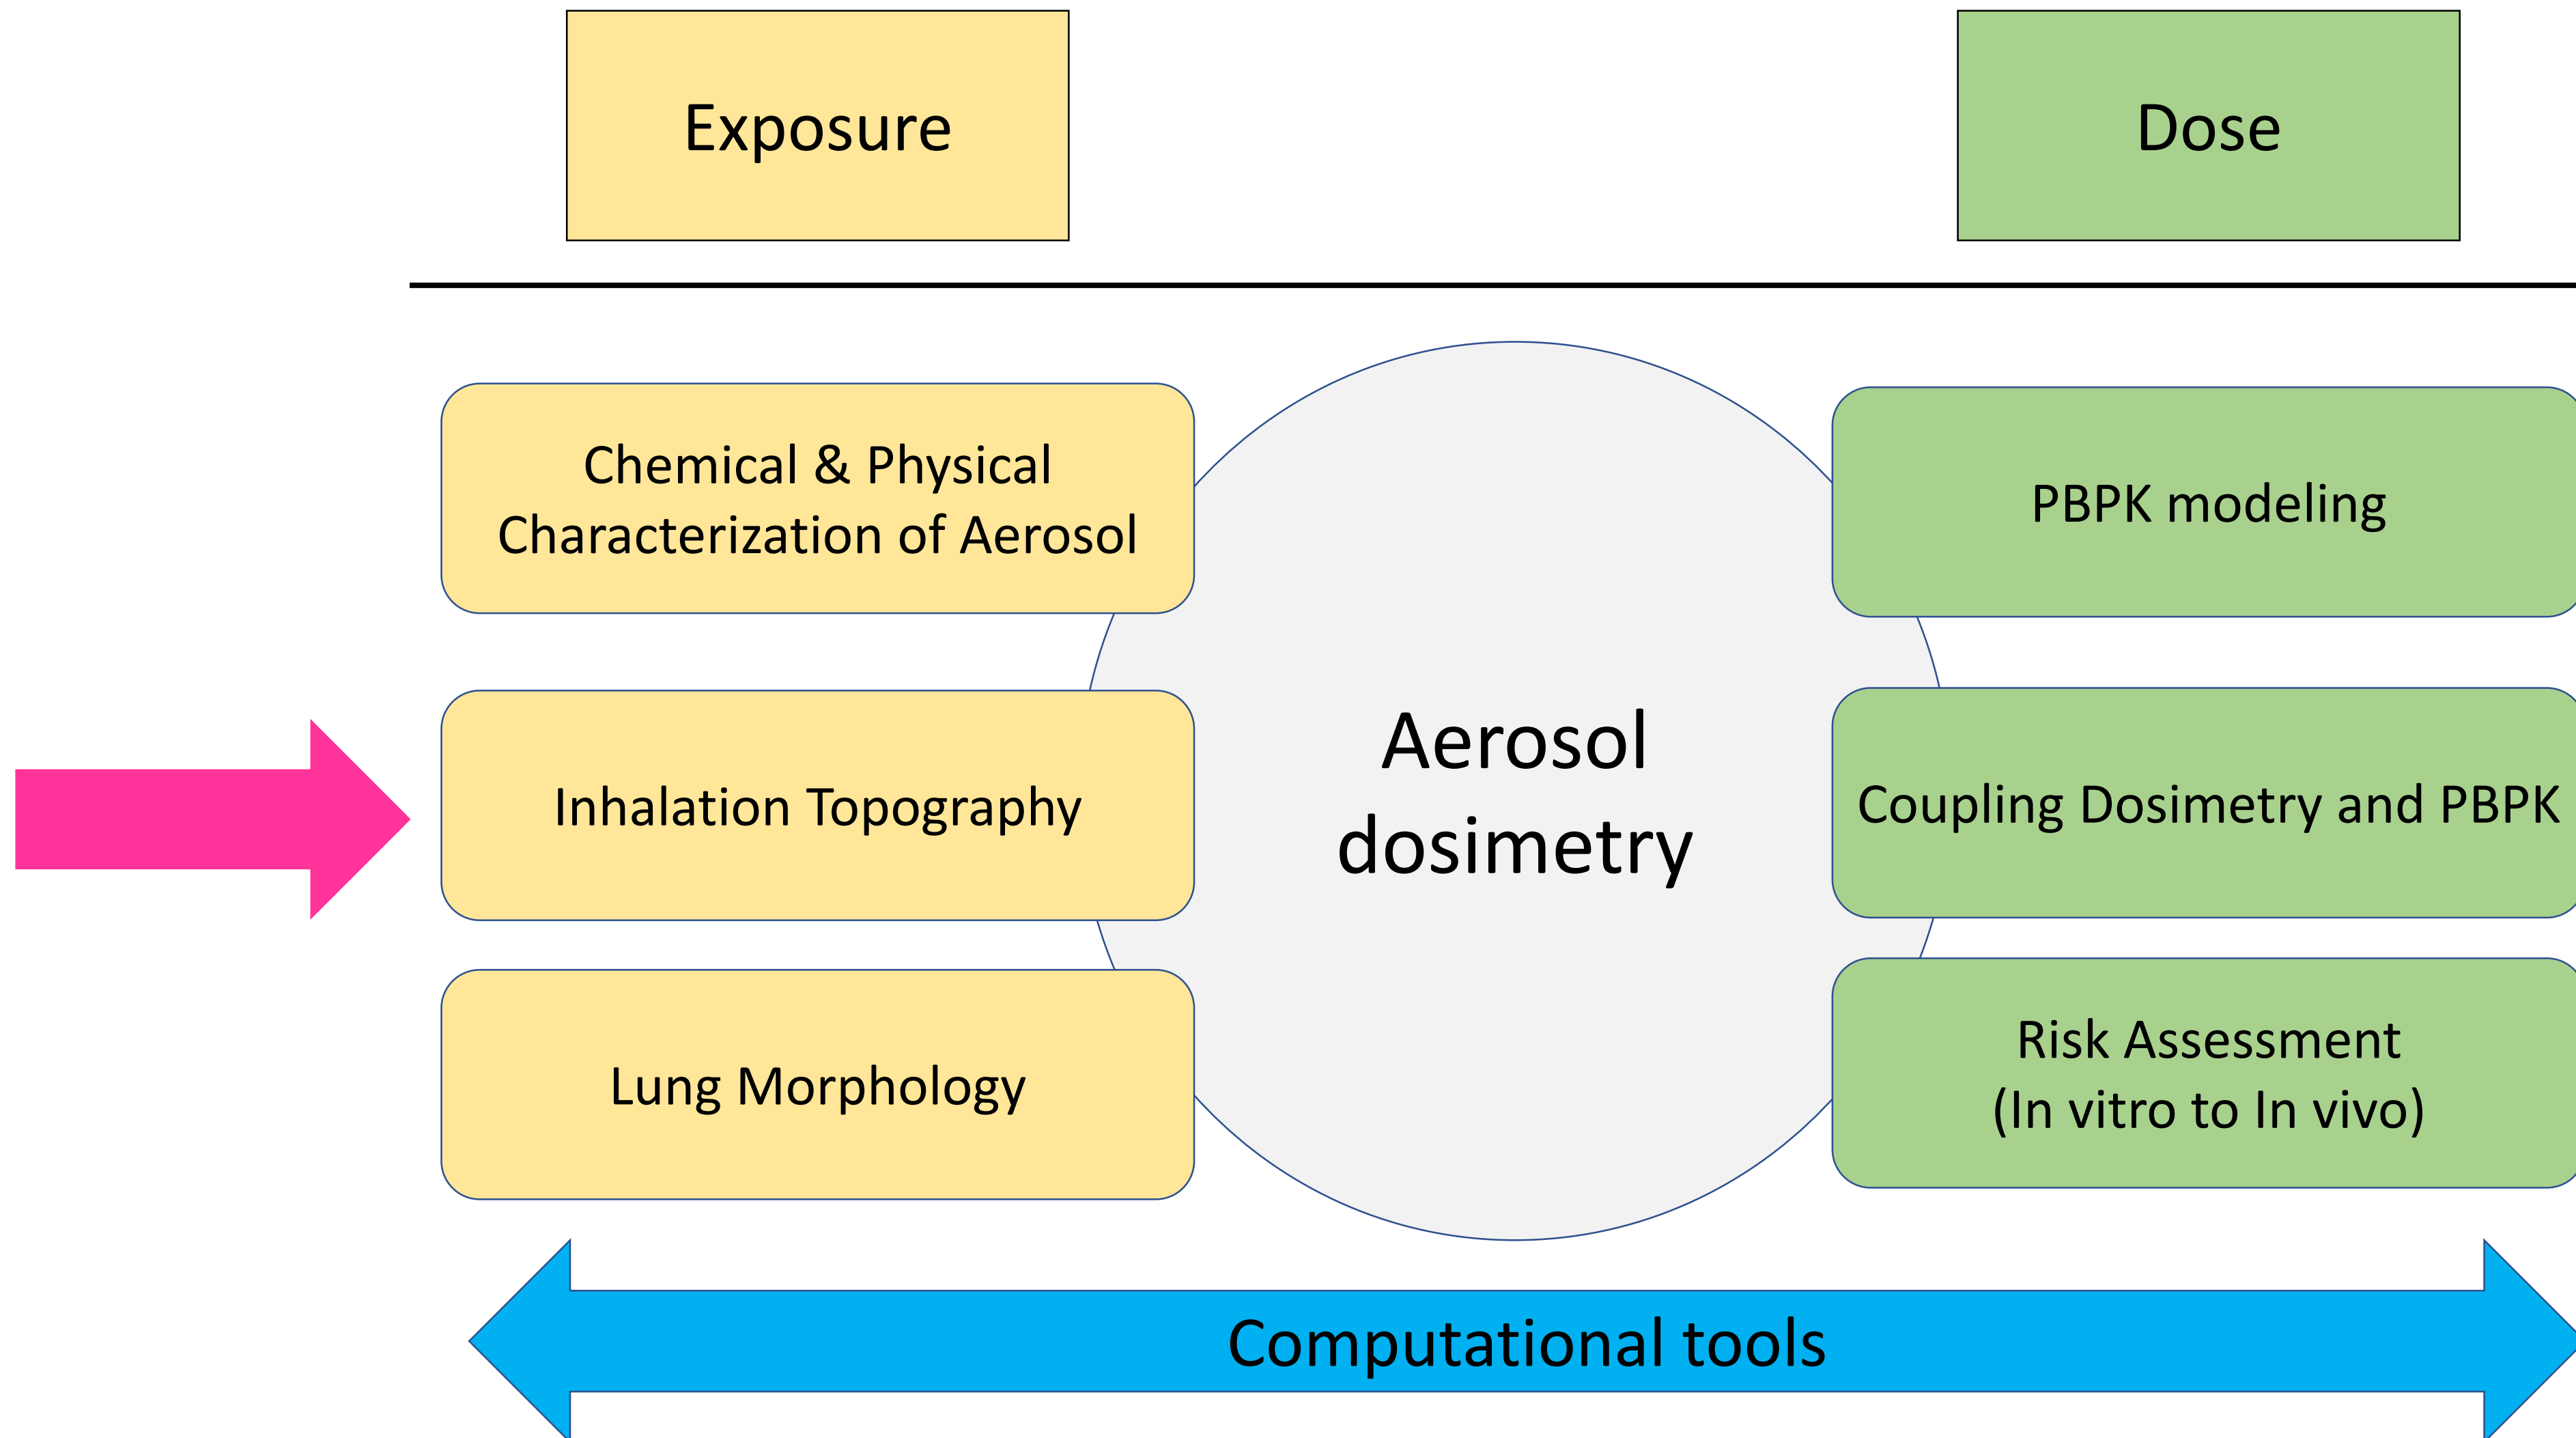 Exposure
Dose
Chemical & Physical
Characterization of Aerosol
Inhalation Topography
Lung Morphology
Aerosol
dosimetry
PBPK modeling
Coupling Dosimetry and PBPK
Risk Assessment
(In vitro to In vivo)
Computational tools